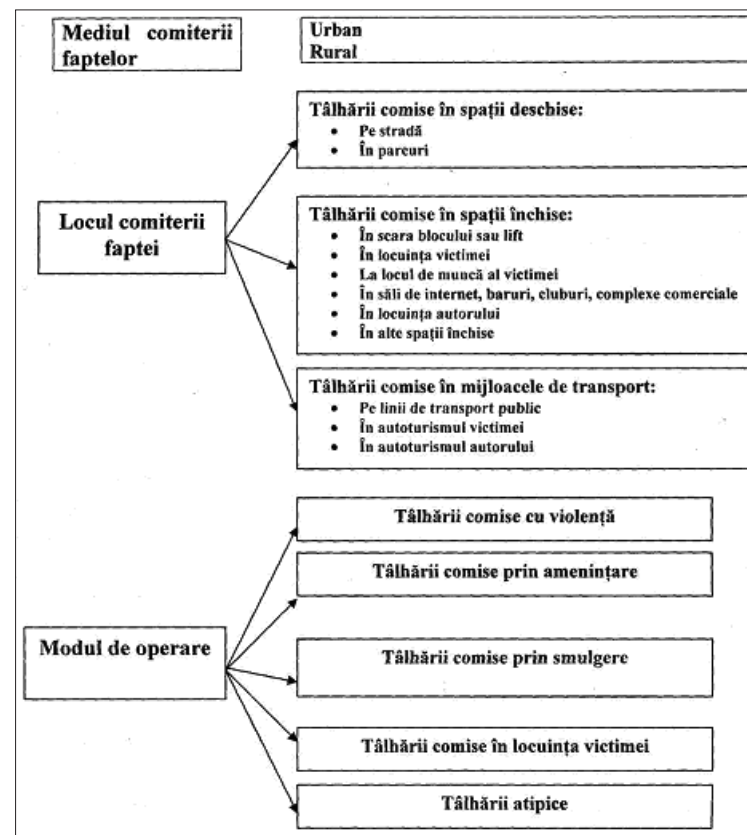 Mediul comiterii
faptelor
Urban
Rural
Tâlhării comise în spații deschise:
• Pe stradă
• În parcuri
Locul comiterii
faptei
Tâlhării comise în spații închise:
• În scara blocului sau lift
• În locuința victimei
• La locul de muncă al victimei
• În săli de internet, baruri, cluburi, complexe comerciale
• În locuința autorului
• În alte spații închise
Tâlhării comise în mijloacele de transport:
• Pe linii de transport public
• În autoturismul victimei
• În autoturismul autorului
Modul de operare
Tâlhării comise cu violență
Tâlhării comise prin amenințare
Tâlhării comise prin smulgere
Tâlhării comise în locuința victimei
Tâlhării atipice